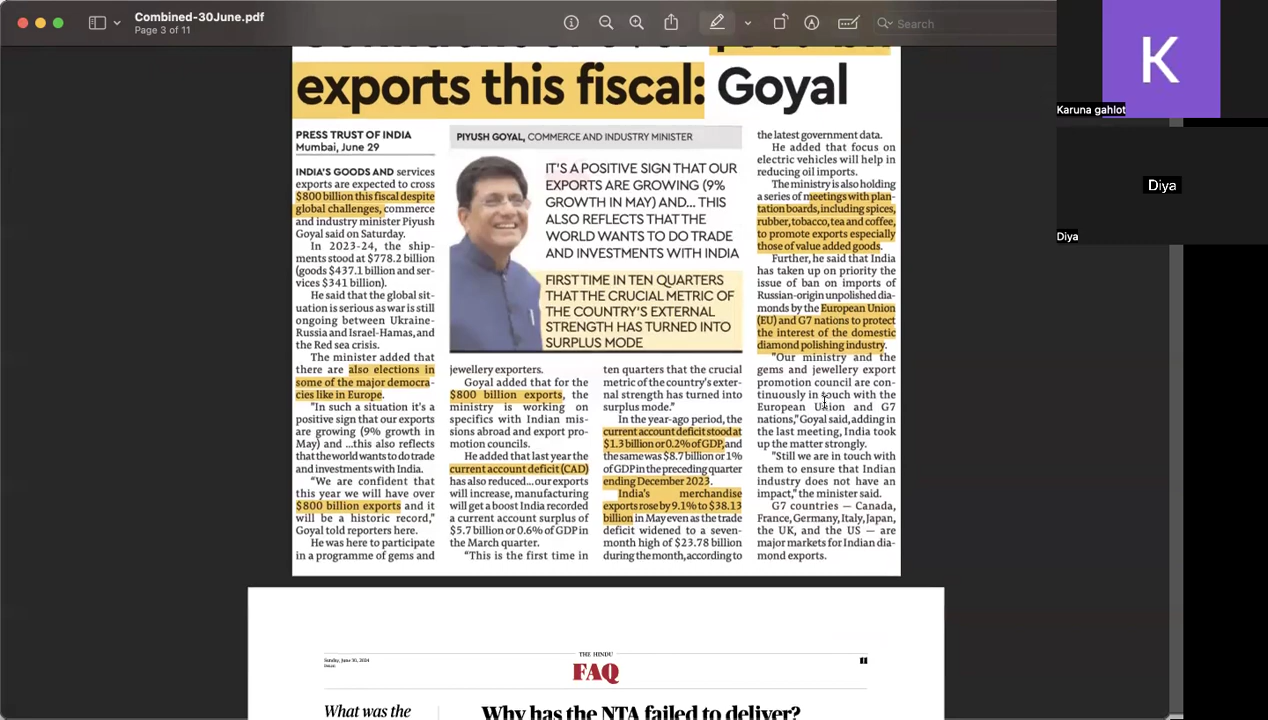 Combined-30June.pdf
Page 3 of 11
Search
K
Karuna gahlot
Diya
Diya
exports this fiscal: Goyal
PRESS TRUST OF INDIA
Mumbai, June 29
INDIA'S GOODS AND services
exports are expected to cross
$800 billion this fiscal despite
global challenges, commerce
and industry minister Piyush
Goyal said on Saturday.
In 2023-24, the ship-
ments stood at $778.2 billion
(goods $437.1 billion and ser-
vices $341 billion).
He said that the global sit-
uation is serious as war is still
ongoing between Ukraine-
Russia and Israel-Hamas, and
the Red sea crisis.
The minister added that
there are also elections in
some of the major democra-
cies like in Europe.
"In such a situation it's a
positive sign that our exports
are growing (9% growth in
May) and ...this also reflects
that the world wants to do trade
and investments with India.
"We are confident that
this year we will have over
$800 billion exports and it
will be a historic record,"
Goyal told reporters here.
He was here to participate
in a programme of gems and
PIYUSH GOYAL, COMMERCE AND INDUSTRY MINISTER
IT'S A POSITIVE SIGN THAT OUR
EXPORTS ARE GROWING (9%
GROWTH IN MAY) AND... THIS
ALSO REFLECTS THAT THE
WORLD WANTS TO DO TRADE
AND INVESTMENTS WITH INDIA
FIRST TIME IN TEN QUARTERS
THAT THE CRUCIAL METRIC OF
THE COUNTRY'S EXTERNAL
STRENGTH HAS TURNED INTO
SURPLUS MODE
jewellery exporters.
Goyal added that for the
$800 billion exports, the
ministry is working on
specifics with Indian mis-
sions abroad and export pro-
motion councils.
He added that last year the
current account deficit (CAD)
has also reduced...our exports
will increase, manufacturing
will get a boost India recorded
a current account surplus of
$5.7 billion or 0.6% of GDP in
the March quarter.
"This is the first time in
ten quarters that the crucial
metric of the country's exter-
nal strength has turned into
surplus mode."
In the year-ago period, the
current account deficit stood at
$1.3 billion or 0.2% of GDP, and
the same was $8.7 billion or 1%
of GDP in the preceding quarter
ending December 2023.
India's merchandise
exports rose by 9.1% to $38.13
billion in May even as the trade
deficit widened to a seven-
month high of $23.78 billion
during the month, according to
the latest government data.
He added that focus on
electric vehicles will help in
reducing oil imports.
The ministry is also holding
a series of meetings with plan-
tation boards, including spices,
rubber, tobacco, tea and coffee,
to promote exports especially
those of value added goods.
Further, he said that India
has taken up on priority the
issue of ban on imports of
Russian-origin unpolished dia-
monds by the European Union
(EU) and G7 nations to protect
the interest of the domestic
diamond polishing industry.
"Our ministry and the
gems and jewellery export
promotion council are con-
tinuously in touch with the
European Union and G7
nations," Goyal said, adding in
the last meeting, India took
up the matter strongly.
"Still we are in touch with
them to ensure that Indian
industry does not have an
impact," the minister said.
G7 countries — Canada,
France, Germany, Italy, Japan,
the UK, and the US — are
major markets for Indian dia-
mond exports.
Sunday, June 30, 2024
THE HINDU
FAQ
11
What was the
Why has the NTA failed to deliver?